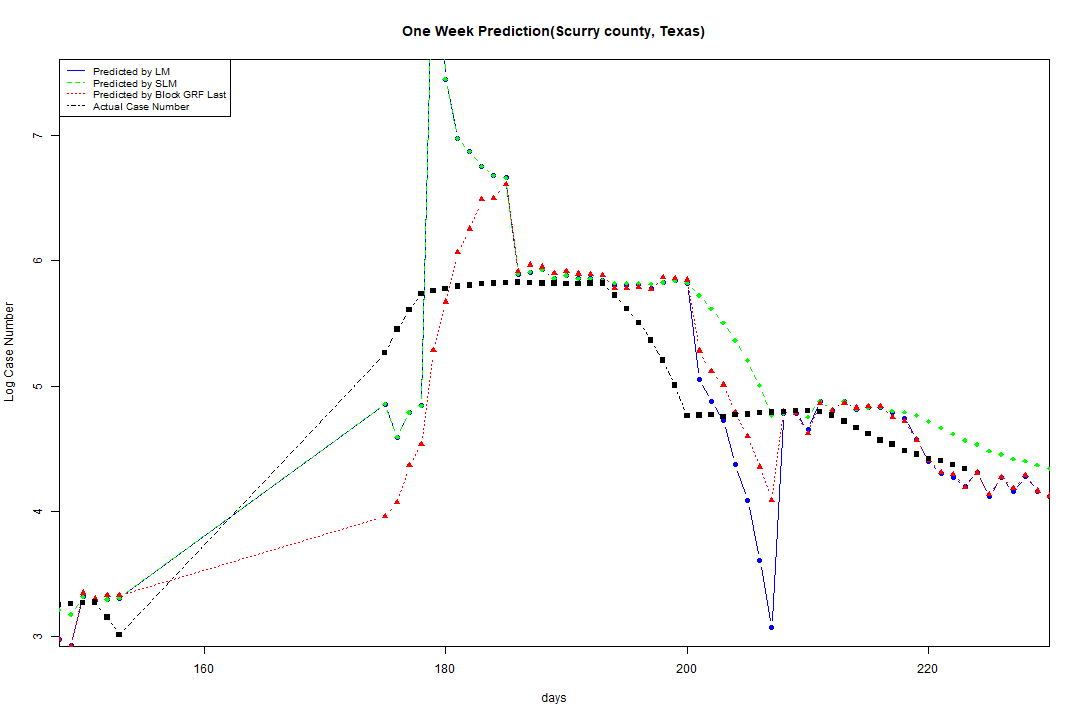 One Week Prediction(Scurry county, Texas)
Predicted by LM
Predicted by SLM
Predicted by Block GRF Last
Actual Case Number
Log Case Number
7
6
5
4
3
160 180 200 220
days